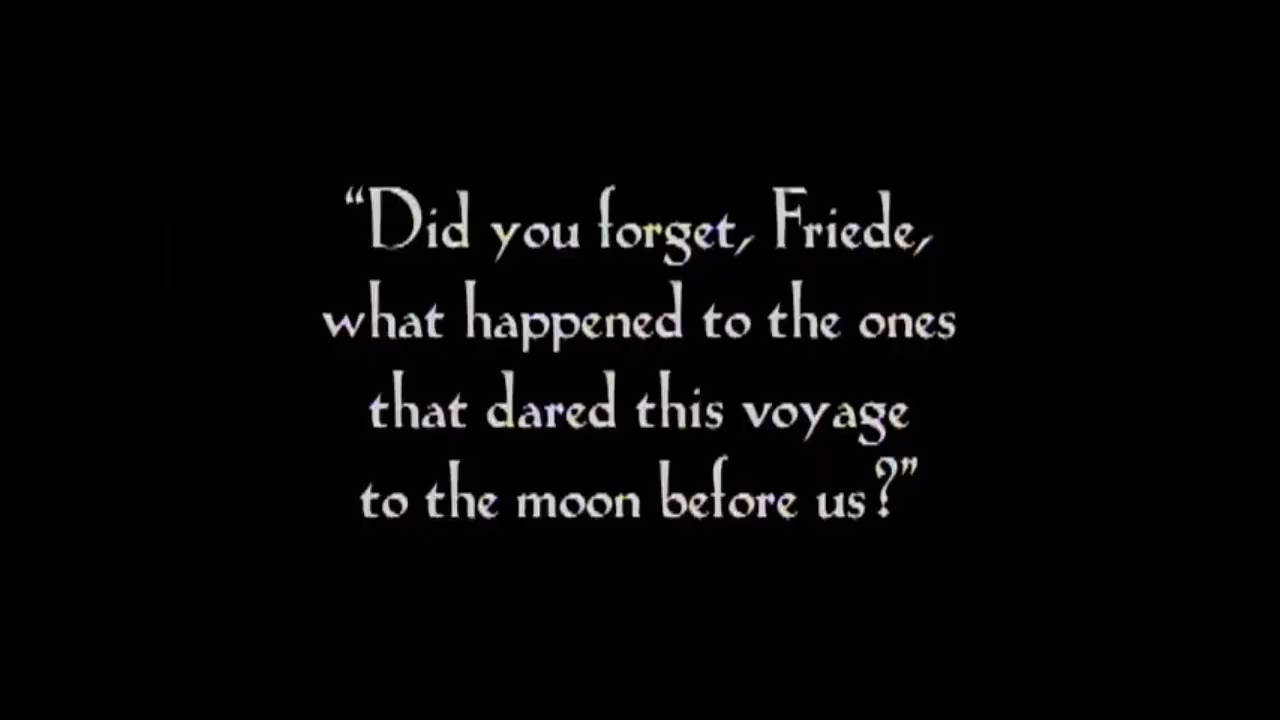 “Did you forget, Friede,
what happened to the ones
that dared this voyage
to the moon before us?”